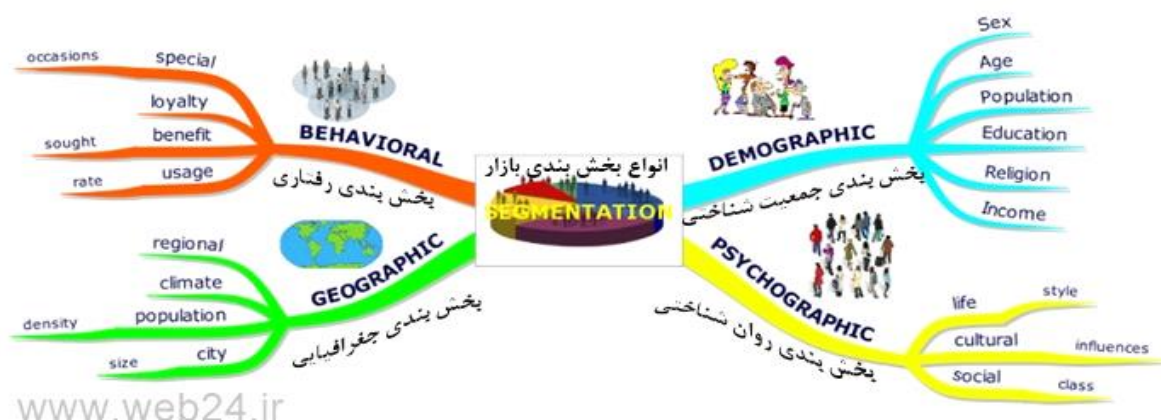 انواع بخش بندی بازار
SEGMENTATION
BEHAVIORAL
بخش بندی رفتاری
special occasions
loyalty
benefit sought
usage rate
GEOGRAPHIC
بخش بندی جغرافیایی
regional
climate
population density
city size
DEMOGRAPHIC
بخش بندی جمعیت شناختی
Sex
Age
Population
Education
Religion
Income
PSYCHOGRAPHIC
بخش بندی روان شناختی
life style
cultural influences
social class
www.web24.ir